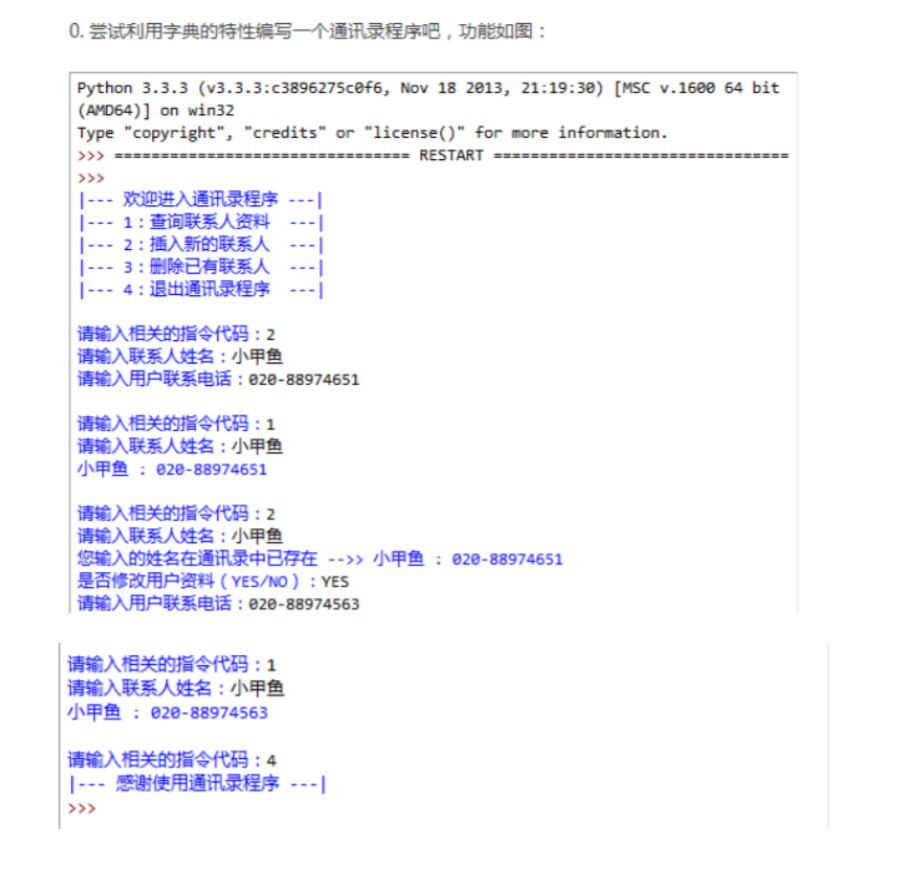 0. 尝试利用字典的特性编写一个通讯录程序吧，功能如图：
Python 3.3.3 (v3.3.3:c3896275c0f6, Nov 18 2013, 21:19:30) [MSC v.1600 64 bit
(AMD64)] on win32
Type "copyright", "credits" or "license()" for more information.
>>> ================================ RESTART ================================
>>>
|--- 欢迎进入通讯录程序 ---|
|--- 1：查询联系人资料 ---|
|--- 2：插入新的联系人 ---|
|--- 3：删除已有联系人 ---|
|--- 4：退出通讯录程序 ---|
请输入相关的指令代码：2
请输入联系人姓名：小甲鱼
请输入用户联系电话：020-88974651
请输入相关的指令代码：1
请输入联系人姓名：小甲鱼
小甲鱼 : 020-88974651
请输入相关的指令代码：2
请输入联系人姓名：小甲鱼
您输入的姓名在通讯录中已存在 -->> 小甲鱼 : 020-88974651
是否修改用户资料（YES/NO）：YES
请输入用户联系电话：020-88974563
请输入相关的指令代码：1
请输入联系人姓名：小甲鱼
小甲鱼 : 020-88974563
请输入相关的指令代码：4
|--- 感谢使用通讯录程序 ---|
>>>